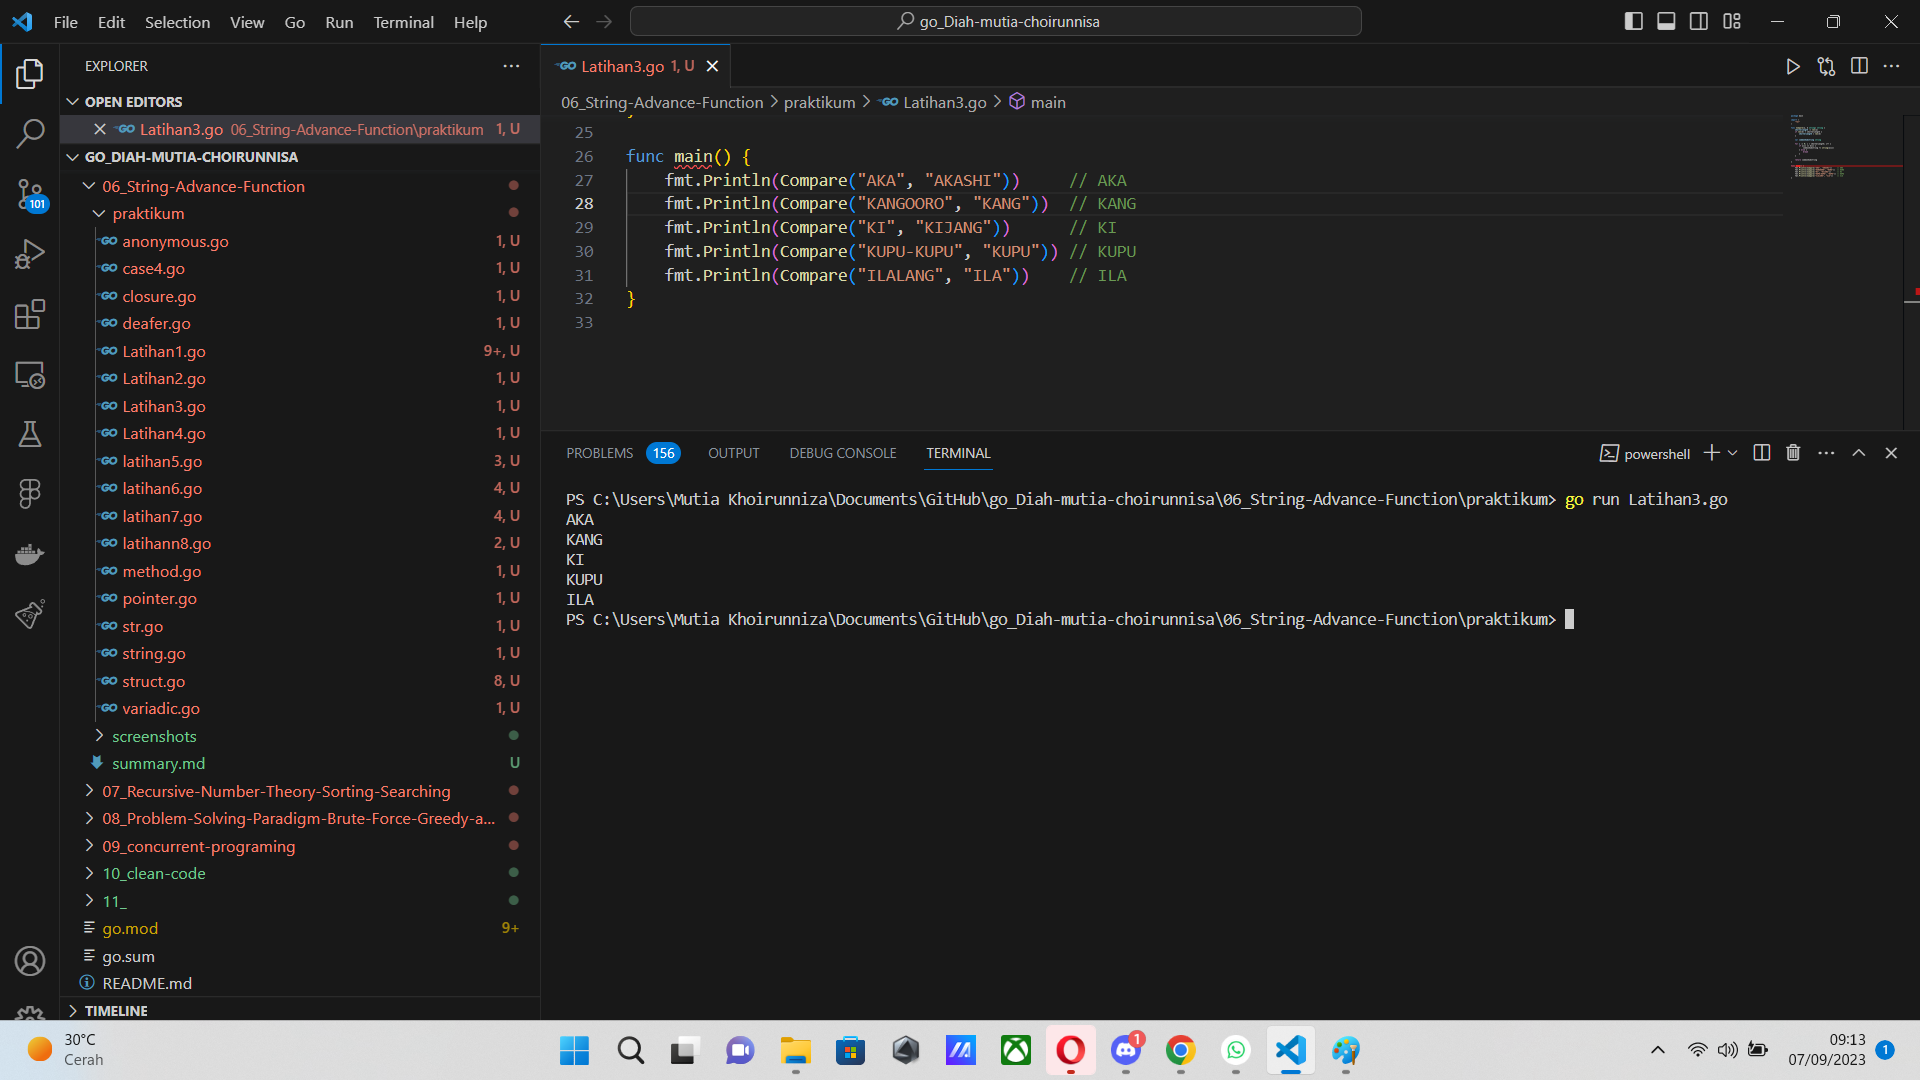 File Edit Selection View Go Run Terminal Help
go_Diah-mutia-choirunnisa
EXPLORER
OPEN EDITORS
Latihan3.go 06_String-Advance-Function\praktikum 1, U
GO_DIAH-MUTIA-CHOIRUNNISA
06_String-Advance-Function
praktikum
anonymous.go 1, U
case4.go 1, U
closure.go 1, U
deafer.go 1, U
Latihan1.go 9+, U
Latihan2.go 1, U
Latihan3.go 1, U
Latihan4.go 1, U
latihan5.go 3, U
latihan6.go 4, U
latihan7.go 4, U
latihann8.go 2, U
method.go 1, U
pointer.go 1, U
str.go 1, U
string.go 1, U
struct.go 8, U
variadic.go 1, U
screenshots
summary.md U
07_Recursive-Number-Theory-Sorting-Searching
08_Problem-Solving-Paradigm-Brute-Force-Greedy-a...
09_concurrent-programing
10_clean-code
11_
go.mod 9+
go.sum
README.md
TIMELINE
101
Latihan3.go 1, U
06_String-Advance-Function > praktikum > Latihan3.go > main
25
26 func main() {
27 fmt.Println(Compare("AKA", "AKASHI")) // AKA
28 fmt.Println(Compare("KANGOORO", "KANG")) // KANG
29 fmt.Println(Compare("KI", "KIJANG")) // KI
30 fmt.Println(Compare("KUPU-KUPU", "KUPU")) // KUPU
31 fmt.Println(Compare("ILALANG", "ILA")) // ILA
32 }
33
PROBLEMS 156 OUTPUT DEBUG CONSOLE TERMINAL
powershell
PS C:\Users\Mutia Khoirunniza\Documents\GitHub\go_Diah-mutia-choirunnisa\06_String-Advance-Function\praktikum> go run Latihan3.go
AKA
KANG
KI
KUPU
ILA
PS C:\Users\Mutia Khoirunniza\Documents\GitHub\go_Diah-mutia-choirunnisa\06_String-Advance-Function\praktikum>
30°C
Cerah
1
09:13
07/09/2023
1